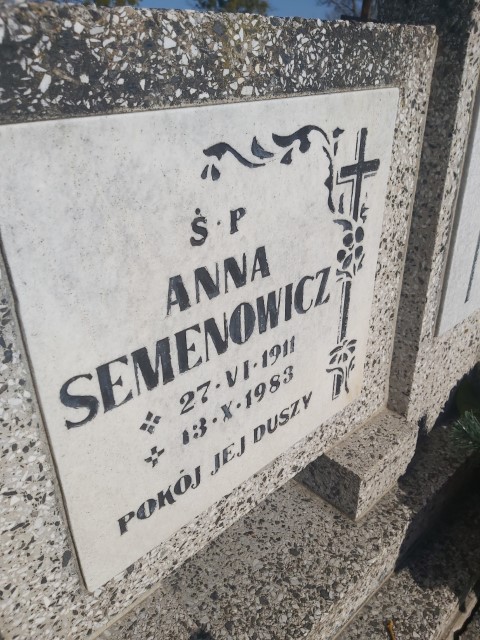 Ś·P
ANNA
SEMENOWICZ
27·VI·1911
13·X·1983
POKÓJ JEJ DUSZY